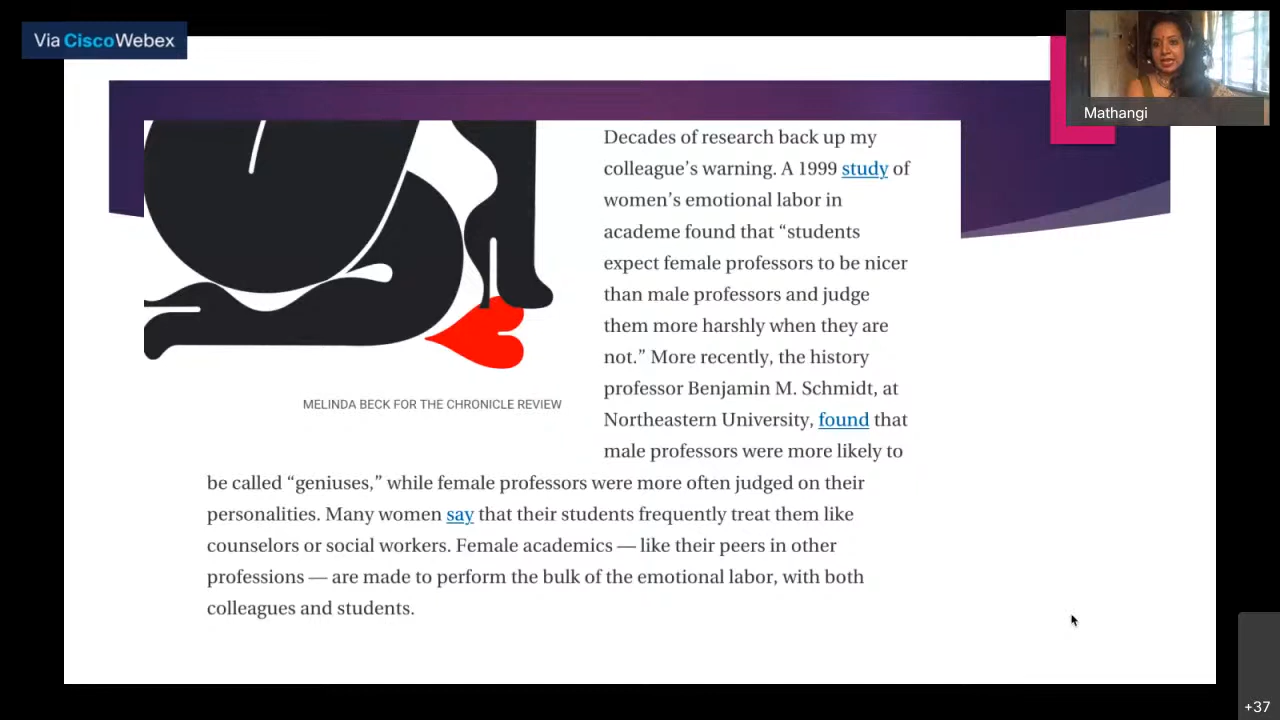 Via CiscoWebex
Mathangi
Decades of research back up my
colleague’s warning. A 1999 study of
women’s emotional labor in
academe found that “students
expect female professors to be nicer
than male professors and judge
them more harshly when they are
not.” More recently, the history
professor Benjamin M. Schmidt, at
Northeastern University, found that
male professors were more likely to
be called “geniuses,” while female professors were more often judged on their
personalities. Many women say that their students frequently treat them like
counselors or social workers. Female academics — like their peers in other
professions — are made to perform the bulk of the emotional labor, with both
colleagues and students.
MELINDA BECK FOR THE CHRONICLE REVIEW
+37